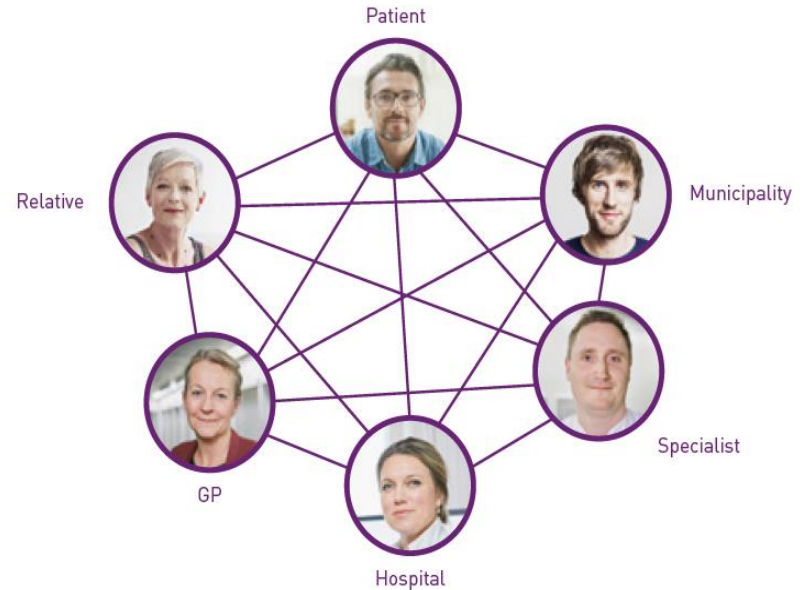 Patient
Relative
Municipality
Specialist
GP
Hospital